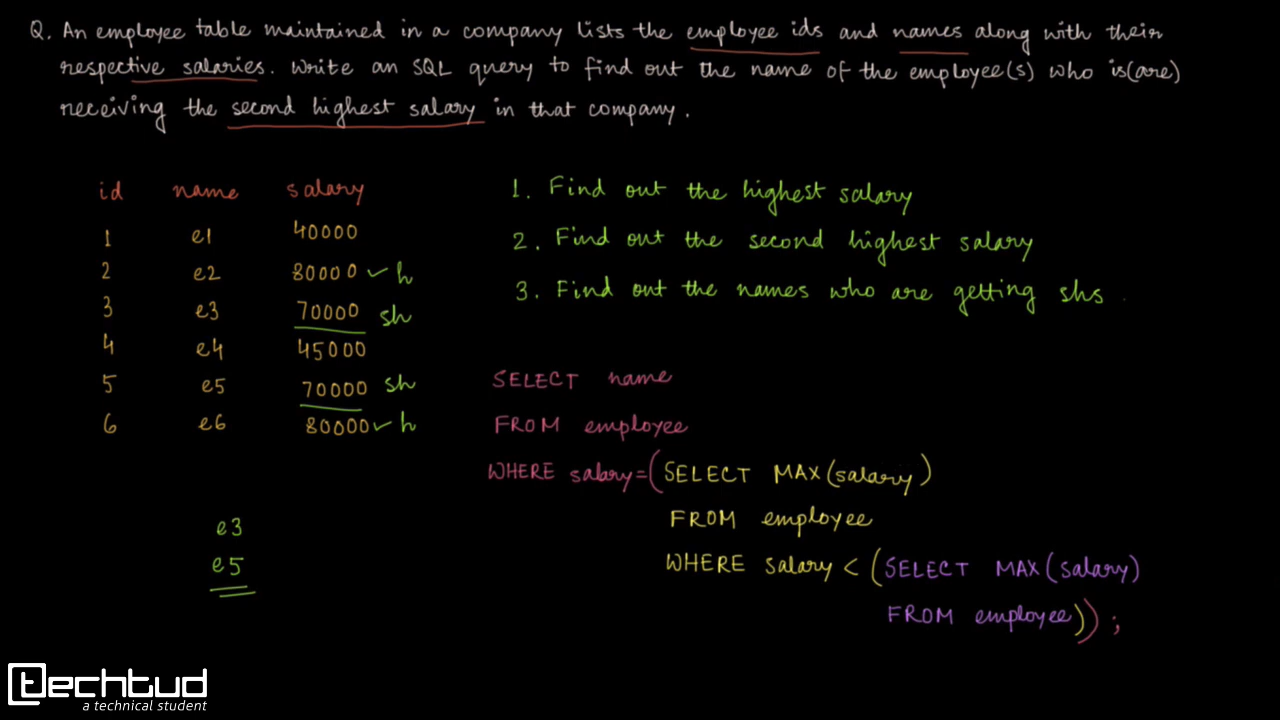 Q. An employee table maintained in a company lists the employee ids and names along with their
respective salaries. Write an SQL query to find out the name of the employee(s) who is(are)
receiving the second highest salary in that company.
id name salary
1 e1 40000
2 e2 80000 ✓ h
3 e3 70000 sh
4 e4 45000
5 e5 70000 sh
6 e6 80000 ✓ h
e3
e5
1. Find out the highest salary
2. Find out the second highest salary
3. Find out the names who are getting shs
SELECT name
FROM employee
WHERE salary=(SELECT MAX(salary)
FROM employee
WHERE salary < (SELECT MAX(salary)
FROM employee));
techtud
a technical student